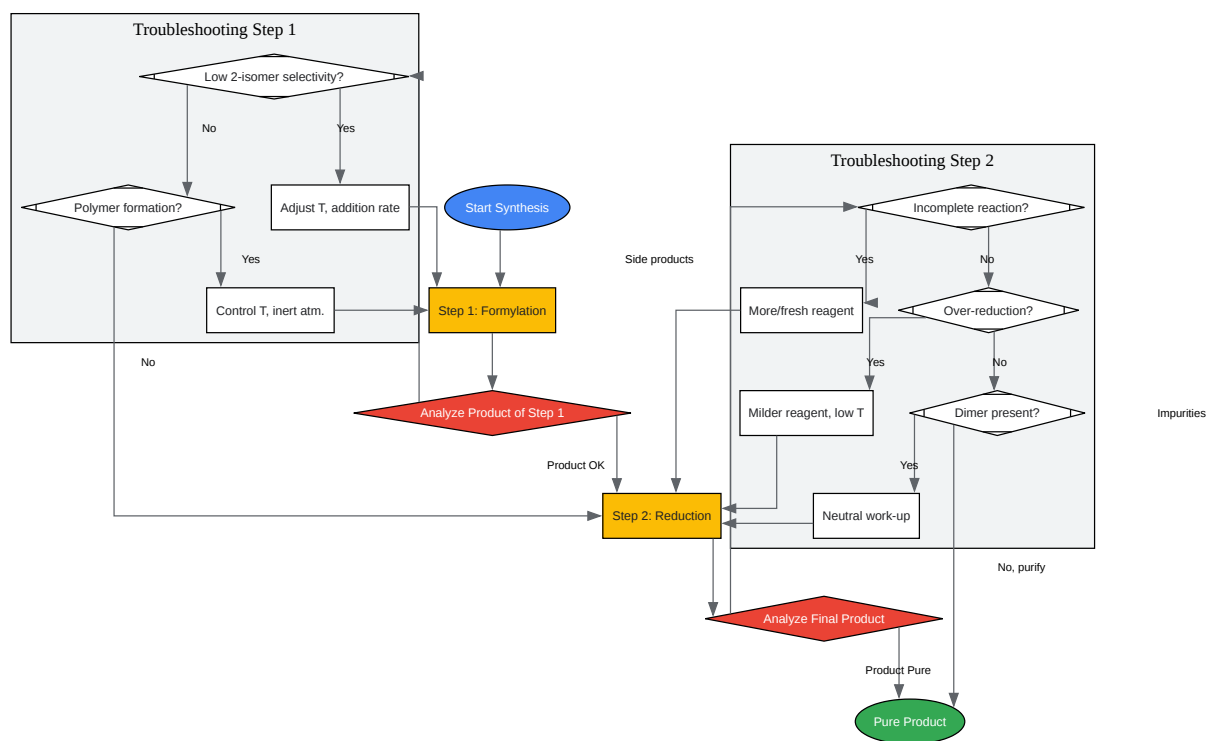 Troubleshooting Step 1
Low 2-isomer selectivity?
No
Yes
Troubleshooting Step 2
Polymer formation?
Adjust T, addition rate
Start Synthesis
Incomplete reaction?
Yes
Side products
Yes
No
Control T, inert atm.
Step 1: Formylation
More/fresh reagent
Over-reduction?
No
Yes
No
Analyze Product of Step 1
Milder reagent, low T
Dimer present?
Impurities
Product OK
Yes
Step 2: Reduction
Neutral work-up
No, purify
Analyze Final Product
Product Pure
Pure Product